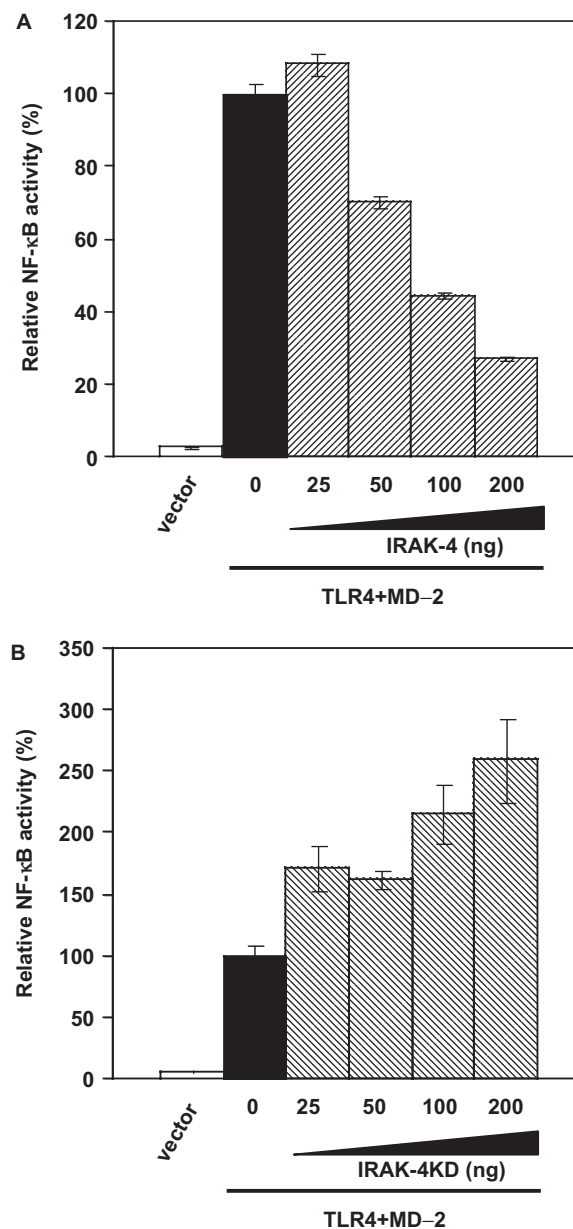 A
120
100
80
60
40
20
0
Relative NF-κB activity (%)
vector
0 25 50 100 200
IRAK-4 (ng)
TLR4+MD–2
B
350
300
250
200
150
100
50
0
Relative NF-κB activity (%)
vector
0 25 50 100 200
IRAK-4KD (ng)
TLR4+MD–2